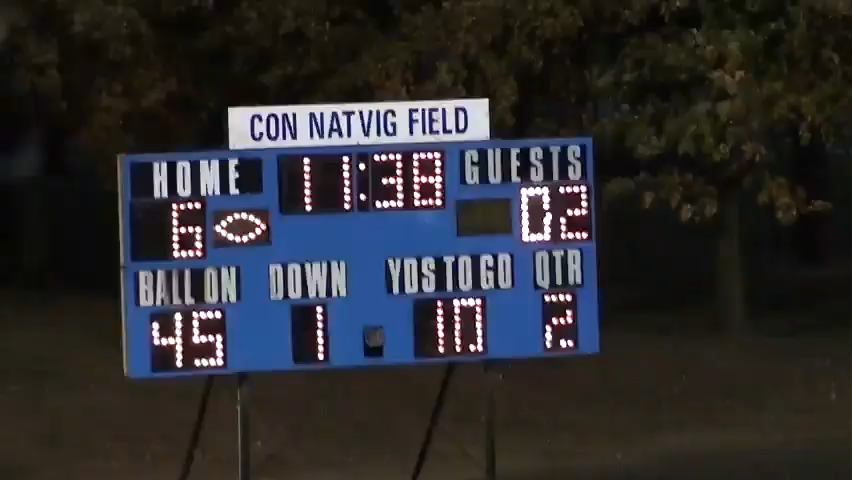 CON NATVIG FIELD
HOME 11:38 GUESTS
6 02
BALL ON DOWN YDS TO GO QTR
45 1 10 2